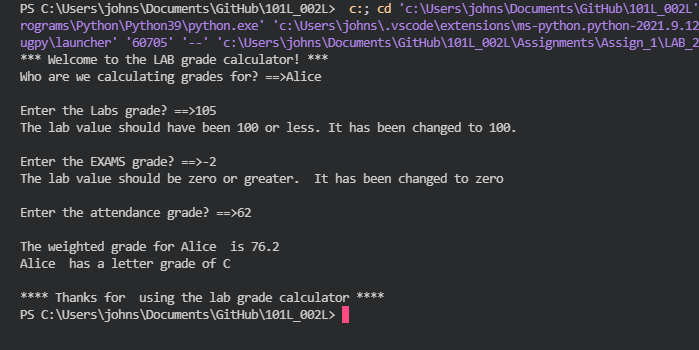 PS C:\Users\johns\Documents\GitHub\101L_002L> c:; cd 'c:\Users\johns\Documents\GitHub\101L_002L'
rograms\Python\Python39\python.exe' 'c:\Users\johns\.vscode\extensions\ms-python.python-2021.9.12
ugpy\launcher' '60705' '--' 'c:\Users\johns\Documents\GitHub\101L_002L\Assignments\Assign_1\LAB_2
*** Welcome to the LAB grade calculator! ***
Who are we calculating grades for? ==>Alice
Enter the Labs grade? ==>105
The lab value should have been 100 or less. It has been changed to 100.
Enter the EXAMS grade? ==>-2
The lab value should be zero or greater.  It has been changed to zero
Enter the attendance grade? ==>62
The weighted grade for Alice  is 76.2
Alice  has a letter grade of C
**** Thanks for  using the lab grade calculator ****
PS C:\Users\johns\Documents\GitHub\101L_002L>